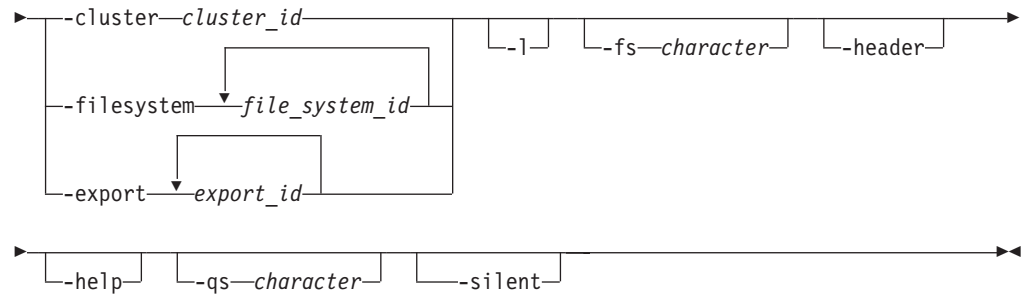 -cluster cluster_id -l -fs character -header
-filesystem file_system_id
-export export_id
-help -qs character -silent